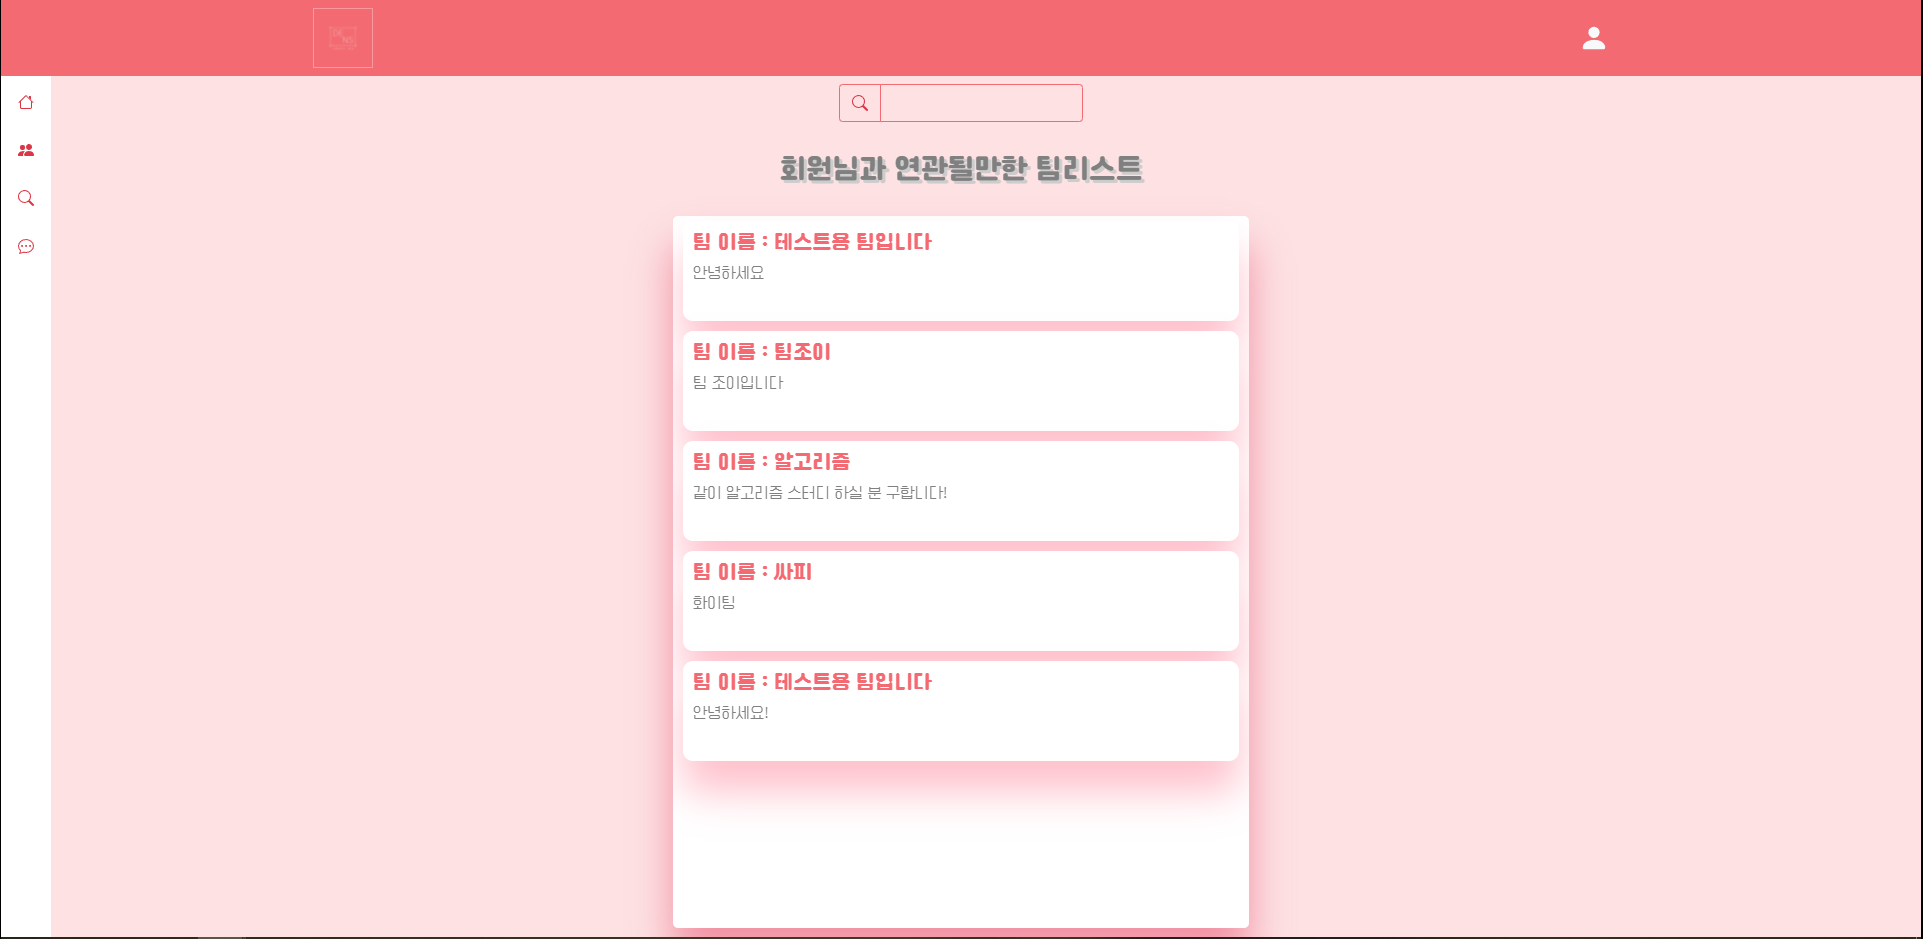 회원님과 연관될만한 팀리스트
팀 이름 : 테스트용 팀입니다
안녕하세요
팀 이름 : 팀조이
팀 조이입니다
팀 이름 : 알고리즘
같이 알고리즘 스터디 하실 분 구합니다!
팀 이름 : 싸피
화이팅
팀 이름 : 테스트용 팀입니다
안녕하세요!